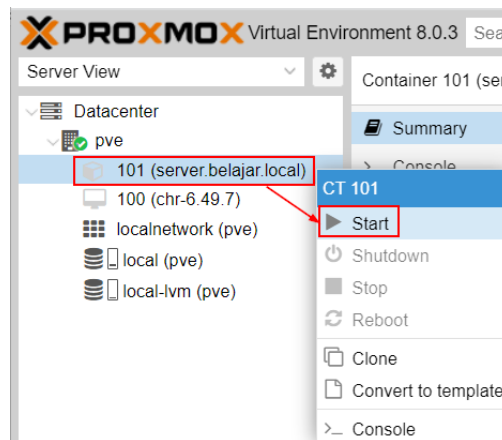 PROXMOX Virtual Environment 8.0.3 Sea
Server View
Container 101 (ser
Datacenter
Summary
pve
Console
101 (server.belajar.local)
CT 101
100 (chr-6.49.7)
Start
localnetwork (pve)
Shutdown
local (pve)
Stop
local-lvm (pve)
Reboot
Clone
Convert to template
>_ Console